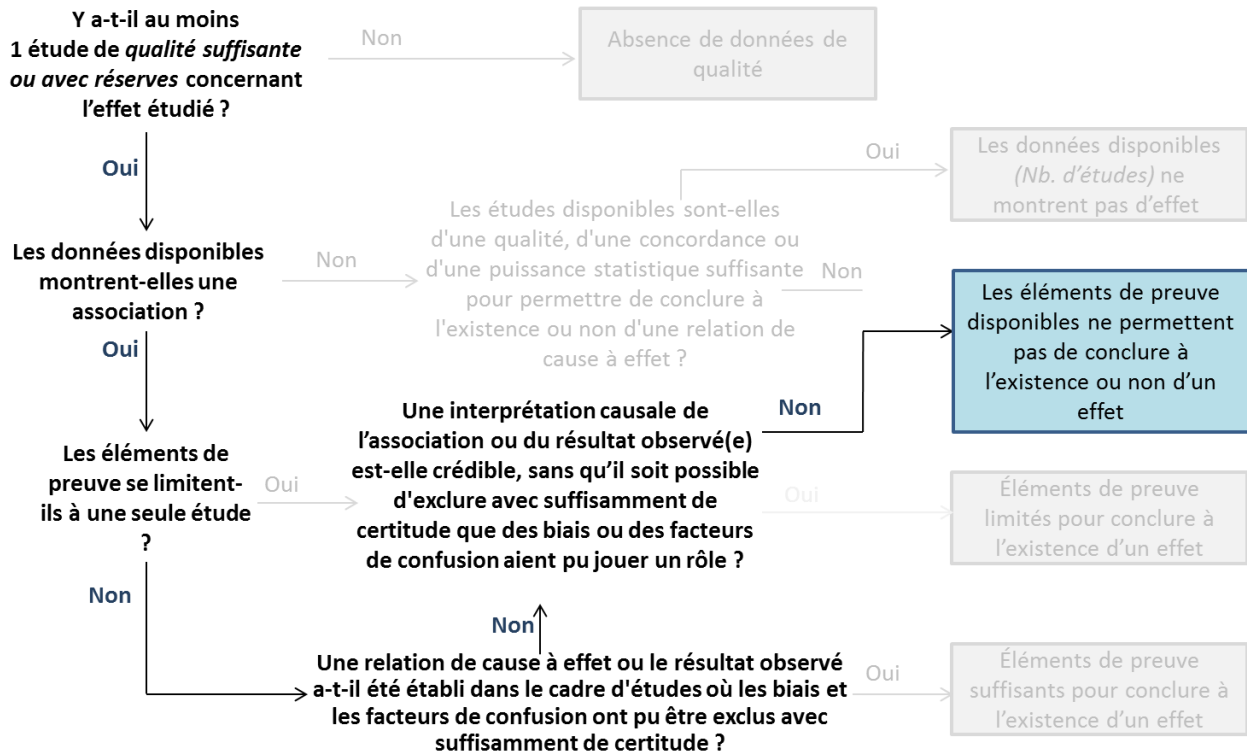 Y a-t-il au moins
1 étude de qualité suffisante
ou avec réserves concernant
l’effet étudié ?
Non
Absence de données de
qualité
Oui
Oui
Les données disponibles
(Nb. d’études) ne
montrent pas d’effet
Les données disponibles
montrent-elles une
association ?
Non
Les études disponibles sont-elles
d'une qualité, d'une concordance ou
d'une puissance statistique suffisante
pour permettre de conclure à
l'existence ou non d'une relation de
cause à effet ?
Non
Les éléments de preuve
disponibles ne permettent
pas de conclure à
l’existence ou non d’un
effet
Oui
Les éléments de
preuve se limitent-
ils à une seule étude
?
Oui
Une interprétation causale de
l’association ou du résultat observé(e)
est-elle crédible, sans qu’il soit possible
d'exclure avec suffisamment de
certitude que des biais ou des facteurs
de confusion aient pu jouer un rôle ?
Non
Oui
Éléments de preuve
limités pour conclure à
l’existence d’un effet
Non
Non
Une relation de cause à effet ou le résultat observé
a-t-il été établi dans le cadre d'études où les biais et
les facteurs de confusion ont pu être exclus avec
suffisamment de certitude ?
Oui
Éléments de preuve
suffisants pour conclure à
l’existence d’un effet